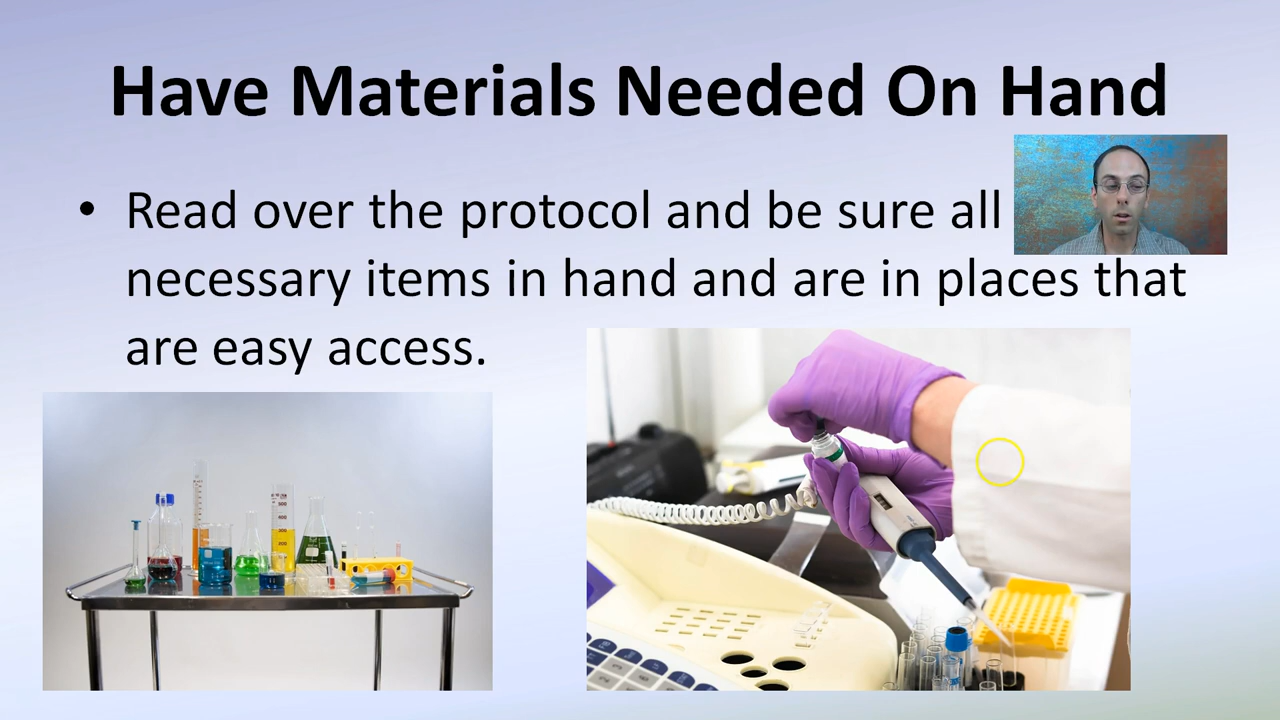 Have Materials Needed On Hand
• Read over the protocol and be sure all
necessary items in hand and are in places that
are easy access.